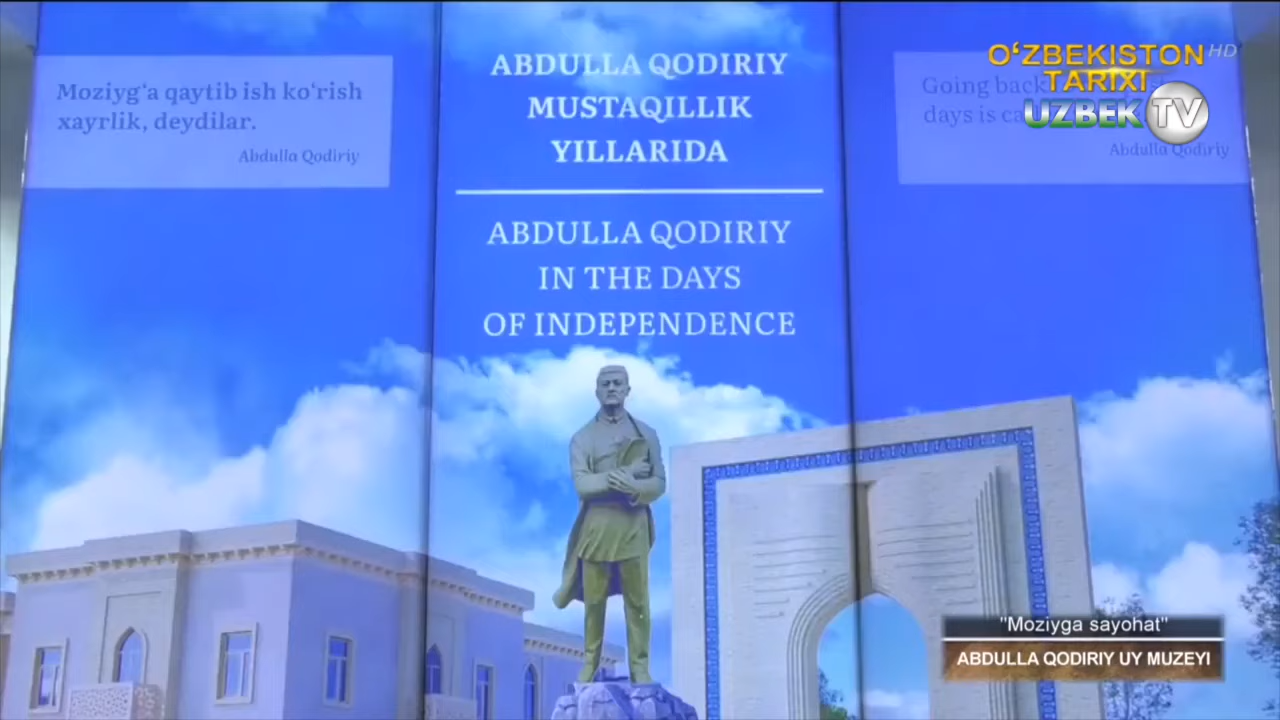 Moziyg‘a qaytib ish ko‘rish
xayrlik, deydilar.
Abdulla Qodiriy
ABDULLA QODIRIY
MUSTAQILLIK
YILLARIDA
ABDULLA QODIRIY
IN THE DAYS
OF INDEPENDENCE
Going back
days is
Abdulla Qodiriy
O‘ZBEKISTON HD
TARIXI
UZBEK TV
"Moziyga sayohat"
ABDULLA QODIRIY UY MUZEYI